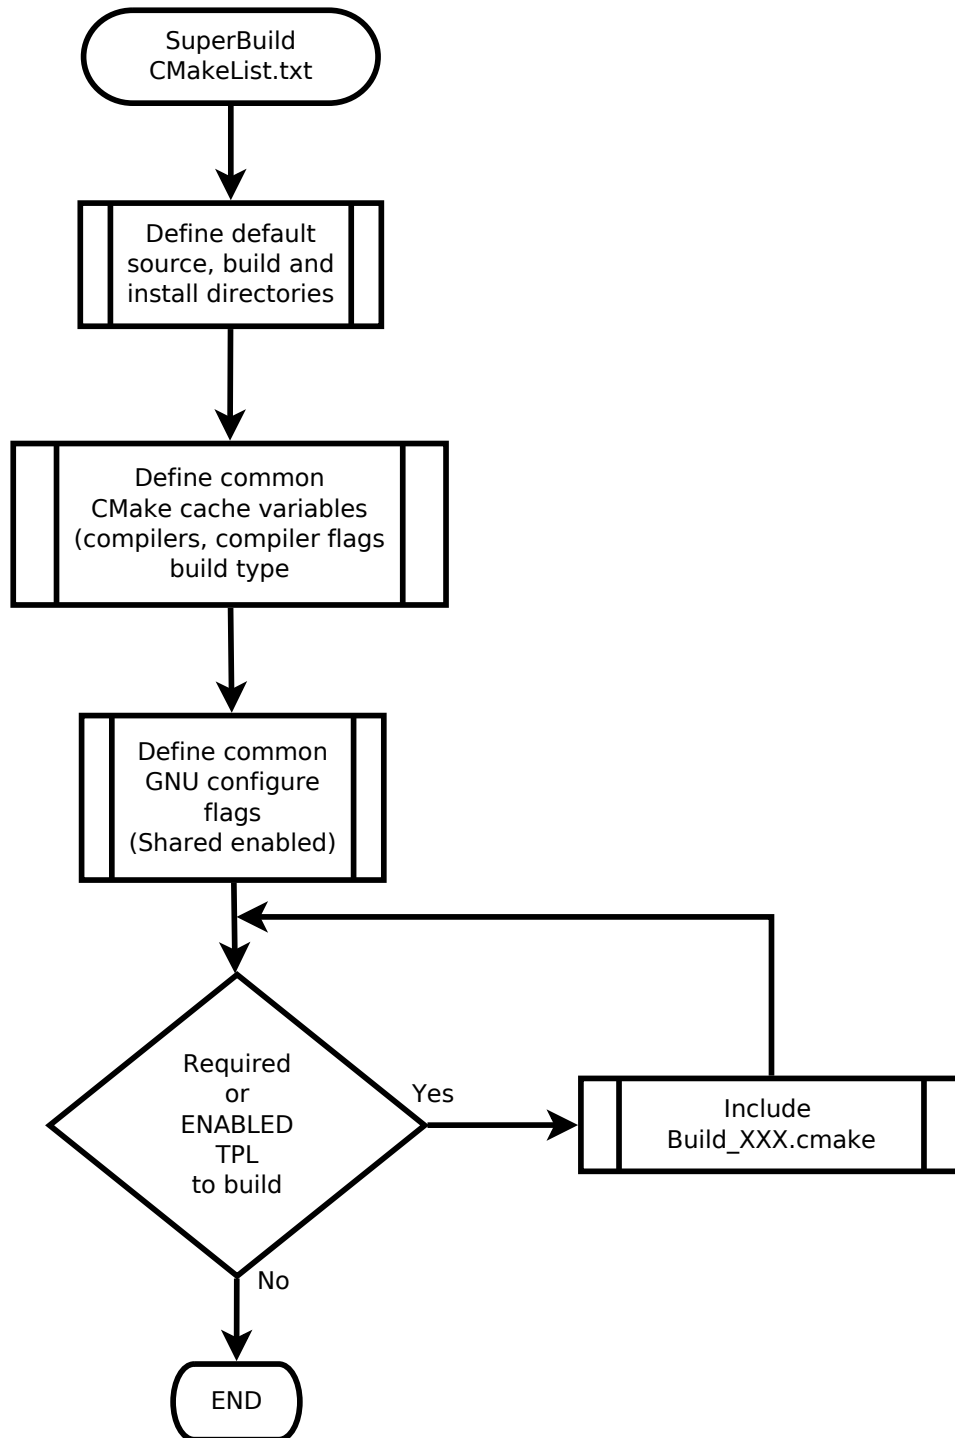 SuperBuild
CMakeList.txt
Define default
source, build and
install directories
Define common
CMake cache variables
(compilers, compiler flags
build type
Define common
GNU configure
flags
(Shared enabled)
Required
or
ENABLED
TPL
to build
Yes
Include
Build_XXX.cmake
No
END